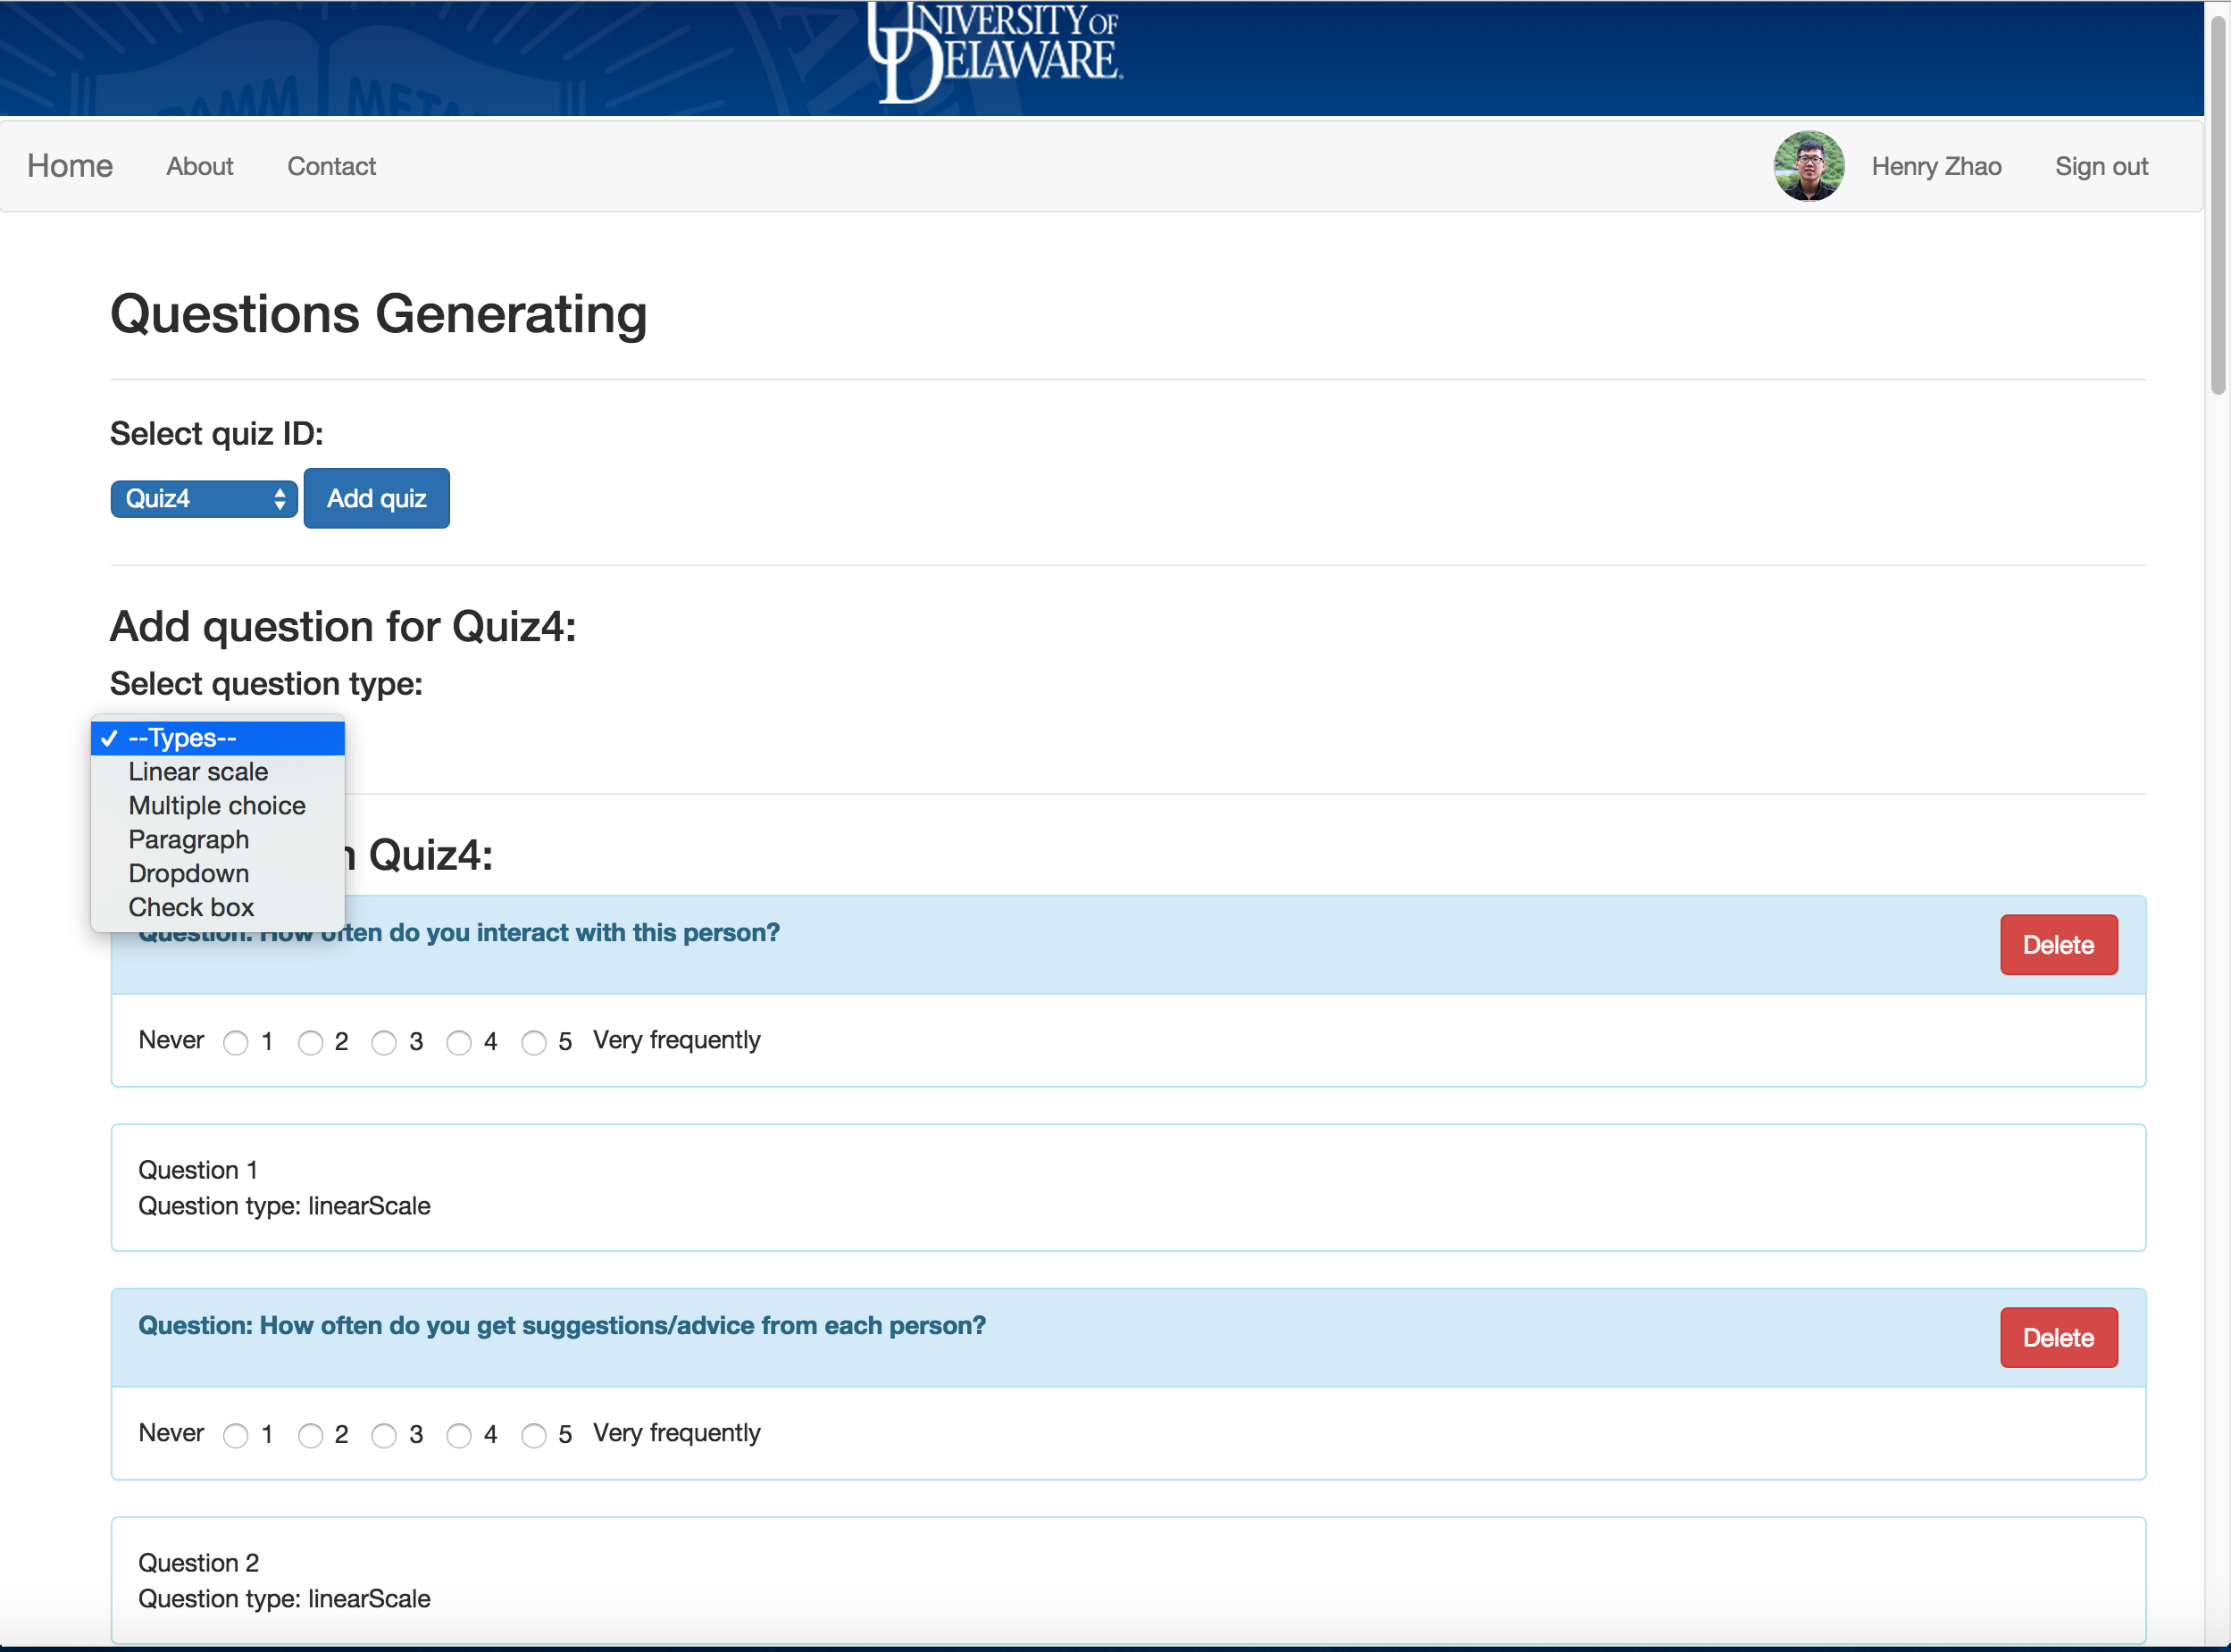 UNIVERSITY OF
DELAWARE
Home About Contact Henry Zhao Sign out
Questions Generating
Select quiz ID:
Quiz4 Add quiz
Add question for Quiz4:
Select question type:
✓ --Types--
Linear scale
Multiple choice
Paragraph
Dropdown
Check box
Quiz4:
Question: How often do you interact with this person? Delete
Never 1 2 3 4 5 Very frequently
Question 1
Question type: linearScale
Question: How often do you get suggestions/advice from each person? Delete
Never 1 2 3 4 5 Very frequently
Question 2
Question type: linearScale